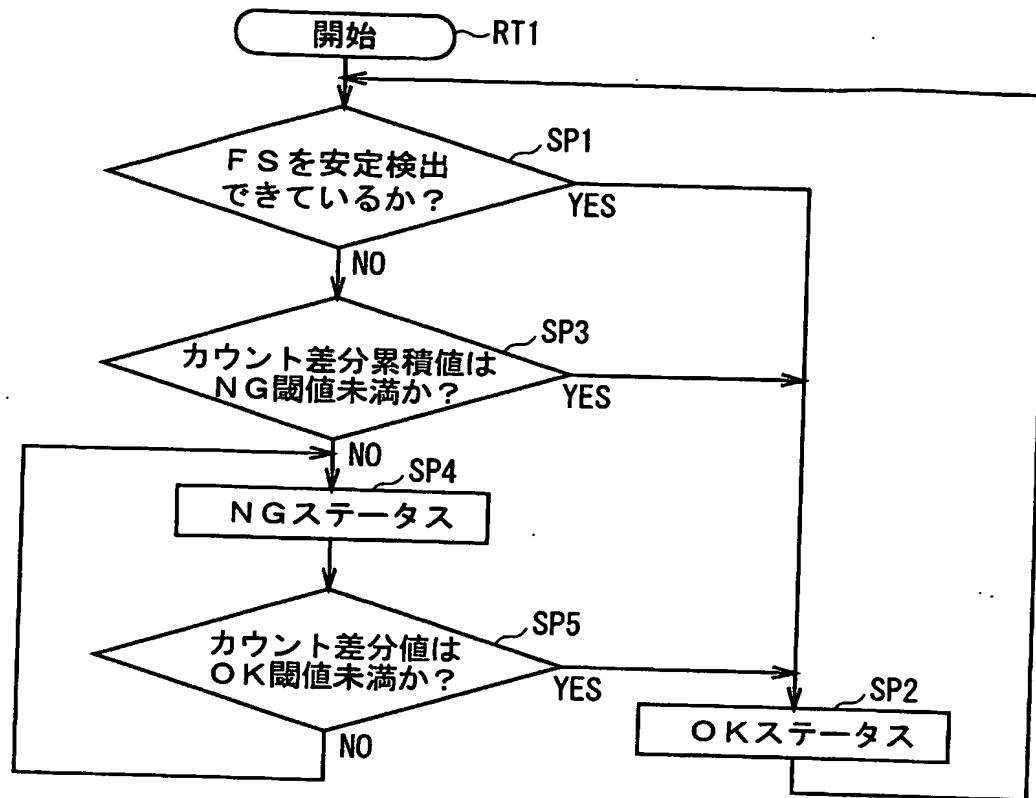 開始
RT1
SP1
FSを安定検出
できているか?
YES
NO
SP3
カウント差分累積値は
NG閾値未満か?
YES
NO
SP4
NGステータス
SP5
カウント差分値は
OK閾値未満か?
YES
NO
SP2
OKステータス